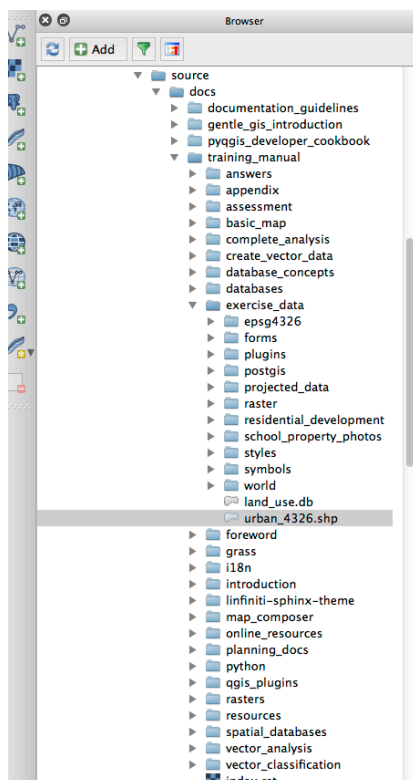 Browser
Add
source
docs
documentation_guidelines
gentle_gis_introduction
pyqgis_developer_cookbook
training_manual
answers
appendix
assessment
basic_map
complete_analysis
create_vector_data
database_concepts
databases
exercise_data
epsg4326
forms
plugins
postgis
projected_data
raster
residential_development
school_property_photos
styles
symbols
world
land_use.db
urban_4326.shp
foreword
grass
i18n
introduction
linfiniti-sphinx-theme
map_composer
online_resources
planning_docs
python
qgis_plugins
rasters
resources
spatial_databases
vector_analysis
vector_classification
index.rst